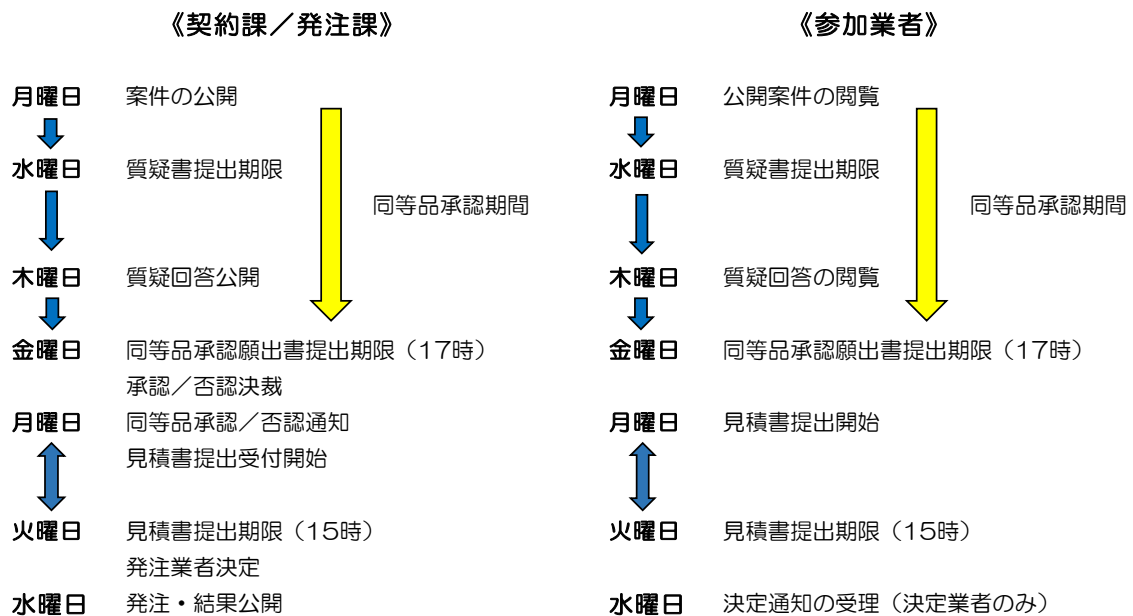 《契約課／発注課》
月曜日 案件の公開
水曜日 質疑書提出期限
同等品承認期間
木曜日 質疑回答公開
金曜日 同等品承認願出書提出期限（17時）
承認／否認決裁
月曜日 同等品承認／否認通知
見積書提出受付開始
火曜日 見積書提出期限（15時）
発注業者決定
水曜日 発注・結果公開
《参加業者》
月曜日 公開案件の閲覧
水曜日 質疑書提出期限
同等品承認期間
木曜日 質疑回答の閲覧
金曜日 同等品承認願出書提出期限（17時）
月曜日 見積書提出開始
火曜日 見積書提出期限（15時）
水曜日 決定通知の受理（決定業者のみ）